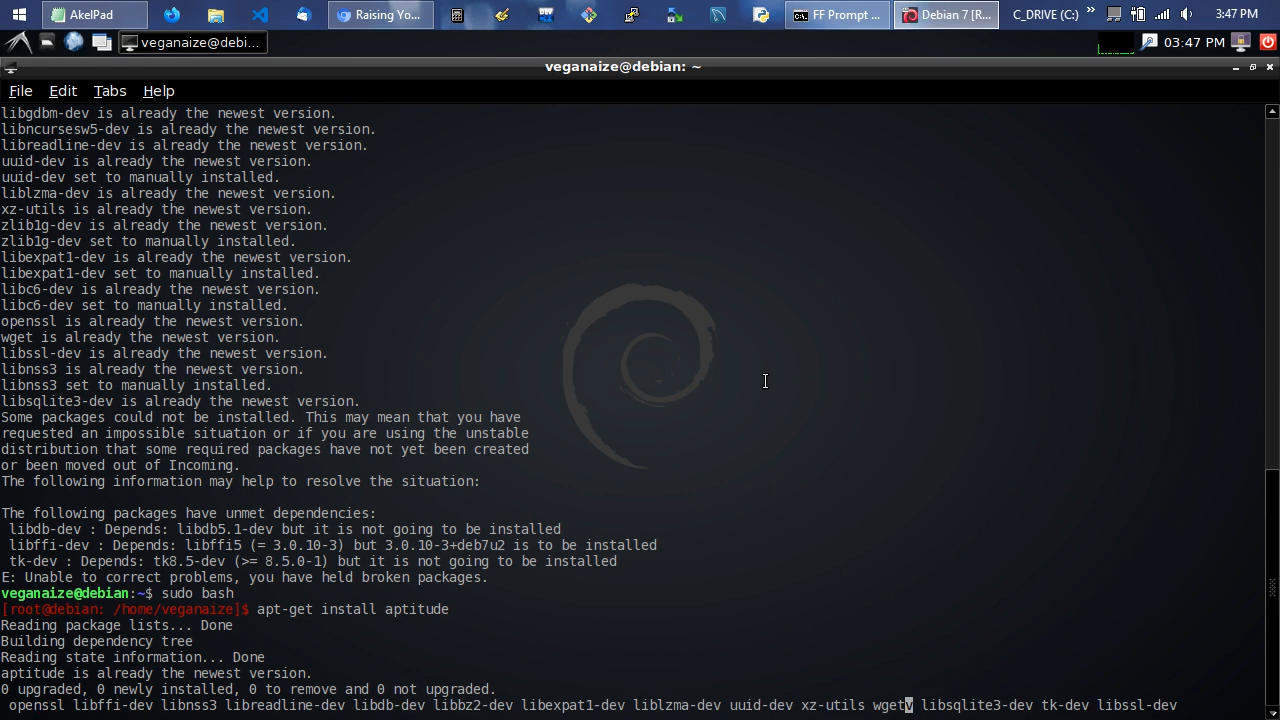 AkelPad
Raising Yo...
FF Prompt ...
Debian 7 [R...
C_DRIVE (C:)
3:47 PM
veganaize@debi...
03:47 PM
veganaize@debian: ~
File Edit Tabs Help
libgdbm-dev is already the newest version.
libncursesw5-dev is already the newest version.
libreadline-dev is already the newest version.
uuid-dev is already the newest version.
uuid-dev set to manually installed.
liblzma-dev is already the newest version.
xz-utils is already the newest version.
zlib1g-dev is already the newest version.
zlib1g-dev set to manually installed.
libexpat1-dev is already the newest version.
libexpat1-dev set to manually installed.
libc6-dev is already the newest version.
libc6-dev set to manually installed.
openssl is already the newest version.
wget is already the newest version.
libssl-dev is already the newest version.
libnss3 is already the newest version.
libnss3 set to manually installed.
libsqlite3-dev is already the newest version.
Some packages could not be installed. This may mean that you have
requested an impossible situation or if you are using the unstable
distribution that some required packages have not yet been created
or been moved out of Incoming.
The following information may help to resolve the situation:
The following packages have unmet dependencies:
libdb-dev : Depends: libdb5.1-dev but it is not going to be installed
libffi-dev : Depends: libffi5 (= 3.0.10-3) but 3.0.10-3+deb7u2 is to be installed
tk-dev : Depends: tk8.5-dev (>= 8.5.0-1) but it is not going to be installed
E: Unable to correct problems, you have held broken packages.
veganaize@debian:~$ sudo bash
[root@debian: /home/veganaize]$ apt-get install aptitude
Reading package lists... Done
Building dependency tree
Reading state information... Done
aptitude is already the newest version.
0 upgraded, 0 newly installed, 0 to remove and 0 not upgraded.
openssl libffi-dev libnss3 libreadline-dev libdb-dev libbz2-dev libexpat1-dev liblzma-dev uuid-dev xz-utils wgetv libsqlite3-dev tk-dev libssl-dev